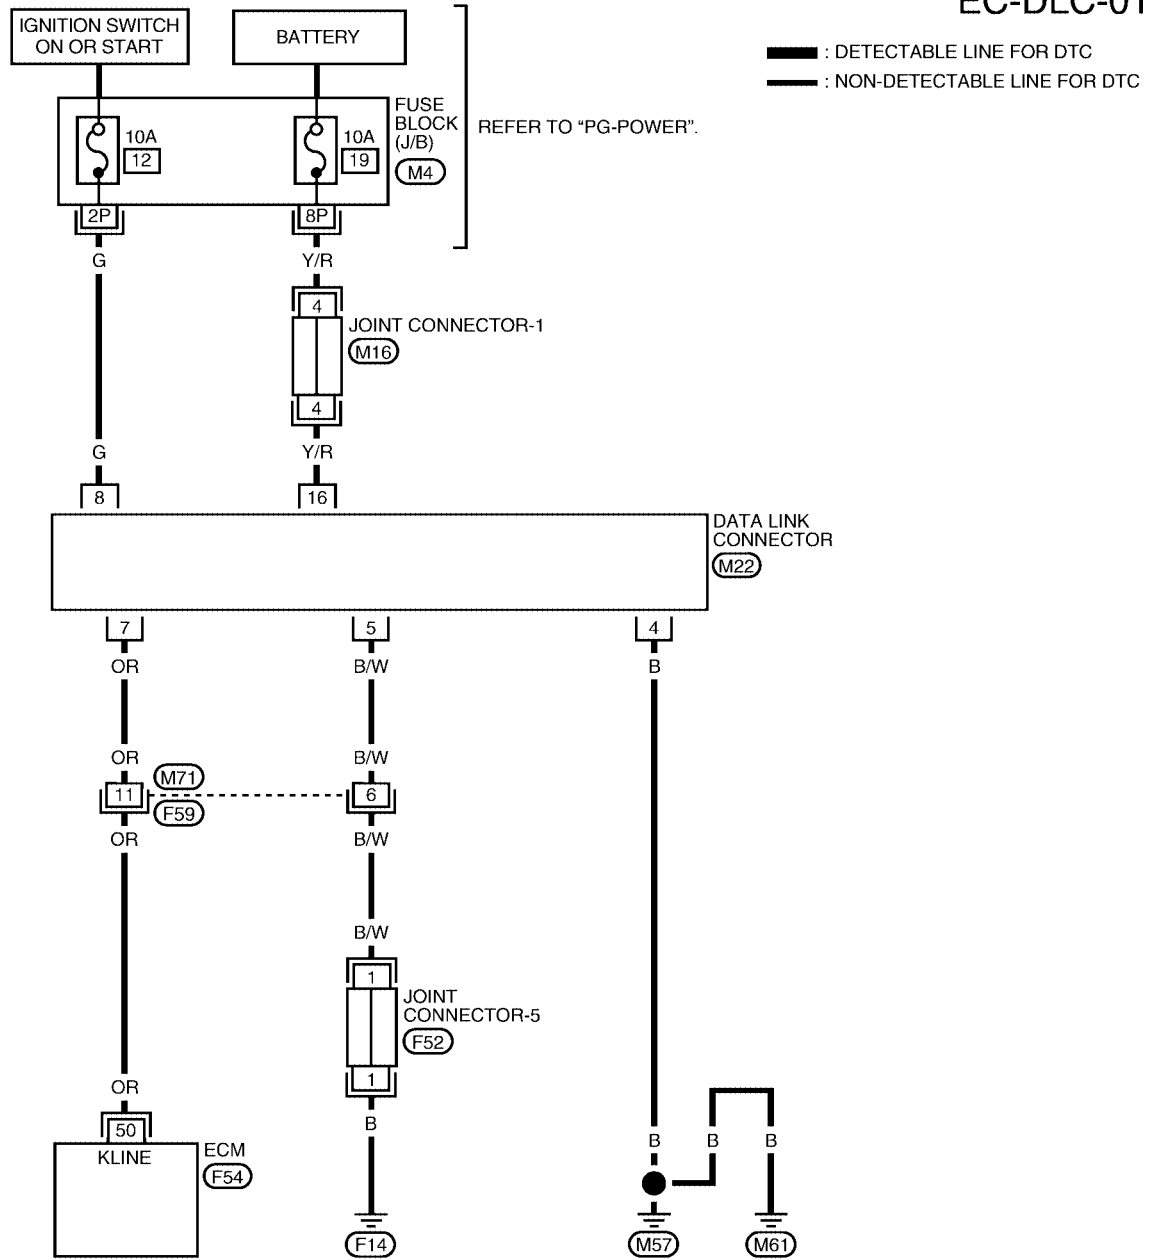 EC-DLC-01
IGNITION SWITCH
ON OR START
BATTERY
: DETECTABLE LINE FOR DTC
: NON-DETECTABLE LINE FOR DTC
FUSE
BLOCK
(J/B)
M4
REFER TO “PG-POWER”.
10A
12
10A
19
2P
8P
G
Y/R
4
JOINT CONNECTOR-1
M16
4
G
Y/R
8
16
DATA LINK
CONNECTOR
M22
7
5
4
OR
B/W
B
OR
B/W
11
M71
F59
6
OR
B/W
B/W
1
JOINT
CONNECTOR-5
F52
1
OR
B
50
KLINE
ECM
F54
B
B
B
F14
M57
M61